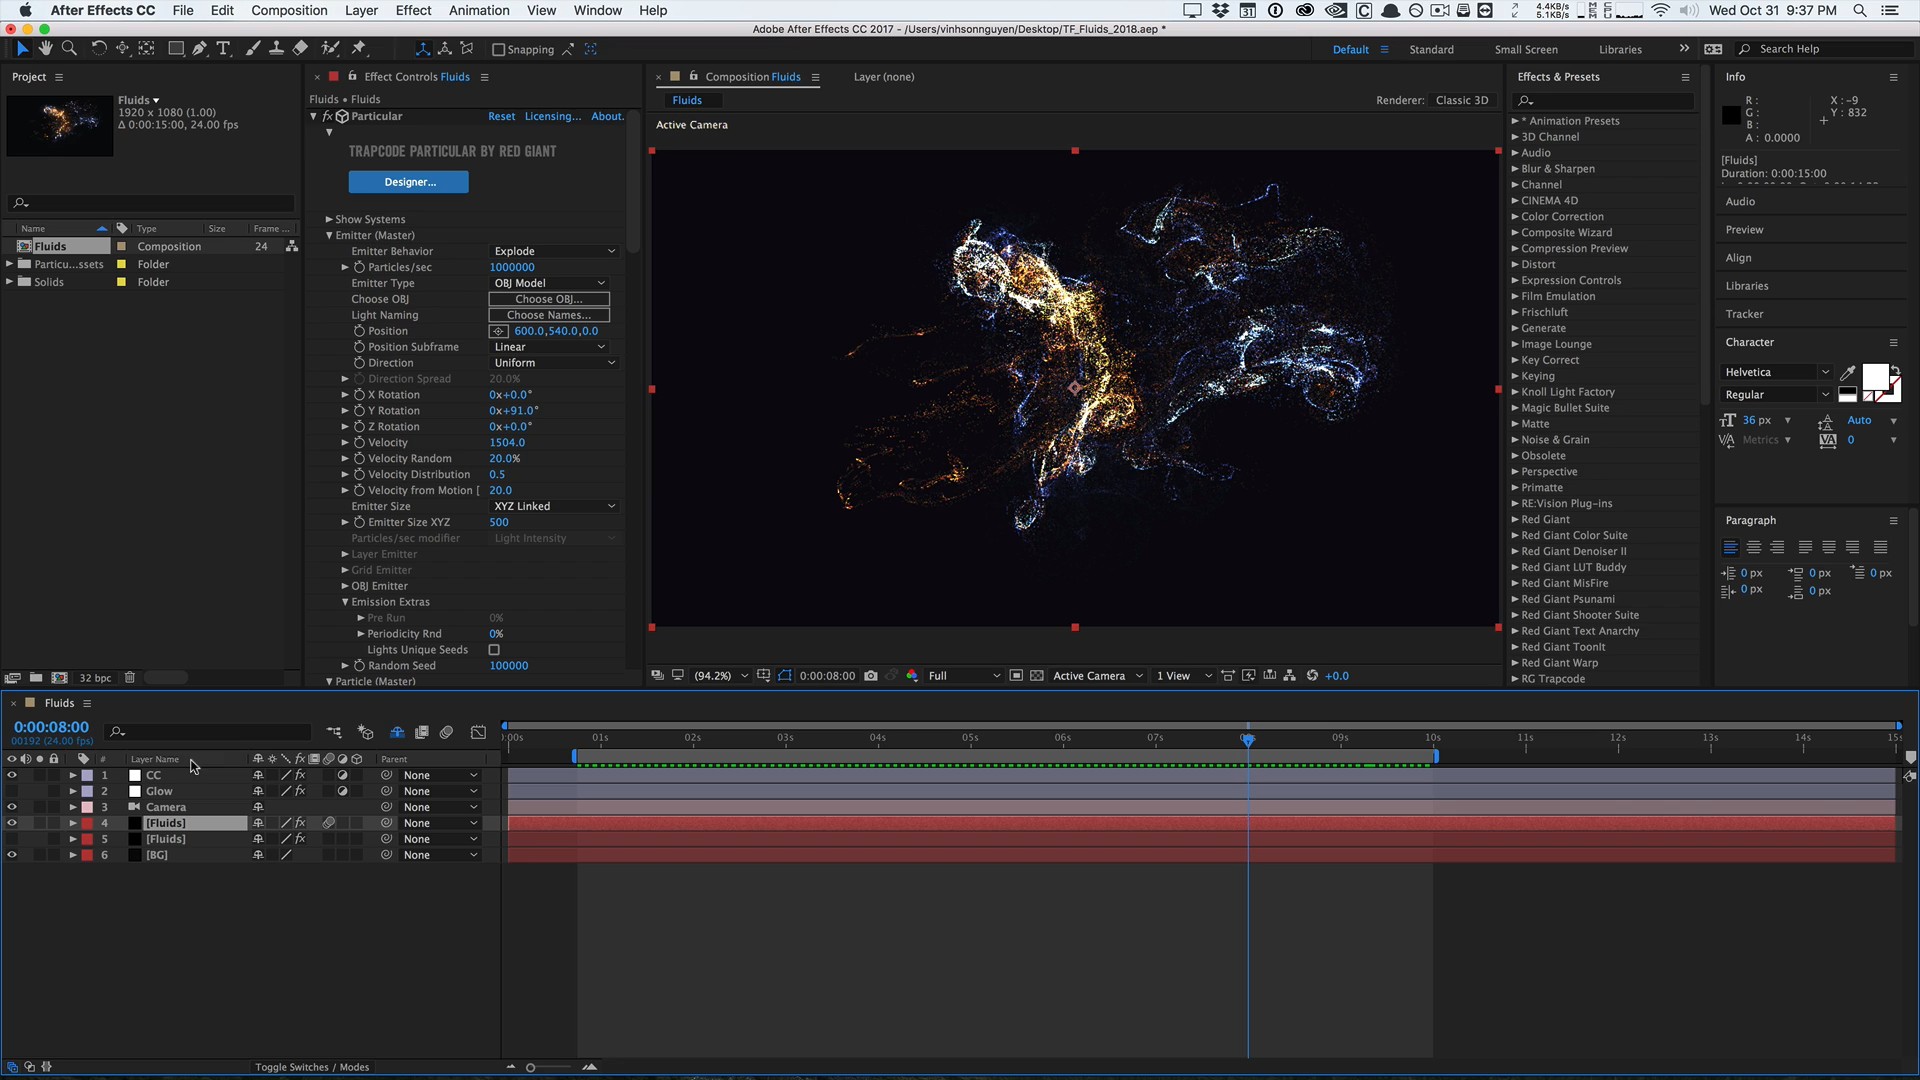 After Effects CC File Edit Composition Layer Effect Animation View Window Help
4.4KB/s
5.1KB/s
Wed Oct 31 9:37 PM
Adobe After Effects CC 2017 - /Users/vinhsonnguyen/Desktop/TF_Fluids_2018.aep *
Snapping
Default Standard Small Screen Libraries
Search Help
Project
Fluids
1920 x 1080 (1.00)
Δ 0:00:15:00, 24.00 fps
Name Type Size Frame ...
Fluids Composition 24
Particu...ssets Folder
Solids Folder
32 bpc
Effect Controls Fluids
Fluids • Fluids
fx Particular Reset Licensing... About.
TRAPCODE PARTICULAR BY RED GIANT
Designer...
Show Systems
Emitter (Master)
Emitter Behavior Explode
Particles/sec 1000000
Emitter Type OBJ Model
Choose OBJ Choose OBJ...
Light Naming Choose Names...
Position 600.0,540.0,0.0
Position Subframe Linear
Direction Uniform
Direction Spread 20.0%
X Rotation 0x+0.0°
Y Rotation 0x+91.0°
Z Rotation 0x+0.0°
Velocity 1504.0
Velocity Random 20.0%
Velocity Distribution 0.5
Velocity from Motion [ 20.0
Emitter Size XYZ Linked
Emitter Size XYZ 500
Particles/sec modifier Light Intensity
Layer Emitter
Grid Emitter
OBJ Emitter
Emission Extras
Pre Run 0%
Periodicity Rnd 0%
Lights Unique Seeds
Random Seed 100000
Particle (Master)
Composition Fluids
Layer (none)
Fluids
Renderer: Classic 3D
Active Camera
(94.2%) 0:00:08:00 Full Active Camera 1 View +0.0
Effects & Presets
* Animation Presets
3D Channel
Audio
Blur & Sharpen
Channel
CINEMA 4D
Color Correction
Composite Wizard
Compression Preview
Distort
Expression Controls
Film Emulation
Frischluft
Generate
Image Lounge
Key Correct
Keying
Knoll Light Factory
Magic Bullet Suite
Matte
Noise & Grain
Obsolete
Perspective
Primatte
RE:Vision Plug-ins
Red Giant
Red Giant Color Suite
Red Giant Denoiser II
Red Giant LUT Buddy
Red Giant MisFire
Red Giant Psunami
Red Giant Shooter Suite
Red Giant Text Anarchy
Red Giant ToonIt
Red Giant Warp
RG Trapcode
Info
R :
G :
B :
A : 0.0000
X : -9
Y : 832
[Fluids]
Duration: 0:00:15:00
Audio
Preview
Align
Libraries
Tracker
Character
Helvetica
Regular
36 px Auto
Metrics 0
Paragraph
0 px 0 px 0 px
0 px 0 px
Fluids
0:00:08:00
00192 (24.00 fps)
:00s 01s 02s 03s 04s 05s 06s 07s 09s 10s 11s 12s 13s 14s 15s
# Layer Name fx Parent
1 CC fx None
2 Glow fx None
3 Camera None
4 [Fluids] fx None
5 [Fluids] fx None
6 [BG] None
Toggle Switches / Modes